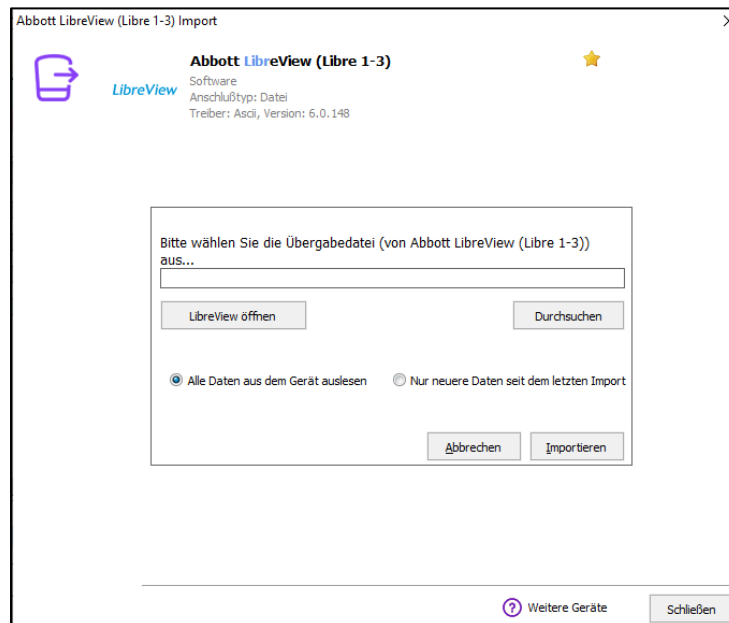 Abbott LibreView (Libre 1-3) Import
Abbott LibreView (Libre 1-3)
LibreView
Software
Anschlußtyp: Datei
Treiber: Ascii, Version: 6.0.148
Bitte wählen Sie die Übergabedatei (von Abbott LibreView (Libre 1-3))
aus...
LibreView öffnen
Durchsuchen
Alle Daten aus dem Gerät auslesen
Nur neuere Daten seit dem letzten Import
Abbrechen
Importieren
? Weitere Geräte
Schließen